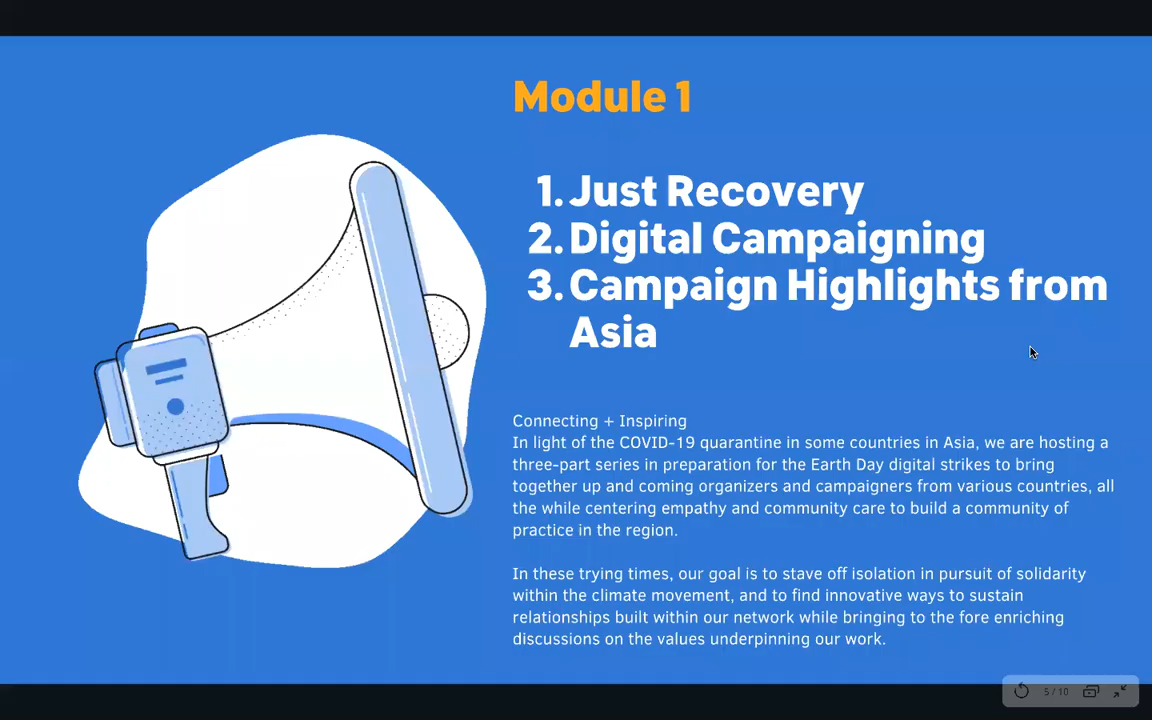 Module 1
1. Just Recovery
2. Digital Campaigning
3. Campaign Highlights from
Asia
Connecting + Inspiring
In light of the COVID-19 quarantine in some countries in Asia, we are hosting a
three-part series in preparation for the Earth Day digital strikes to bring
together up and coming organizers and campaigners from various countries, all
the while centering empathy and community care to build a community of
practice in the region.
In these trying times, our goal is to stave off isolation in pursuit of solidarity
within the climate movement, and to find innovative ways to sustain
relationships built within our network while bringing to the fore enriching
discussions on the values underpinning our work.
5 / 10